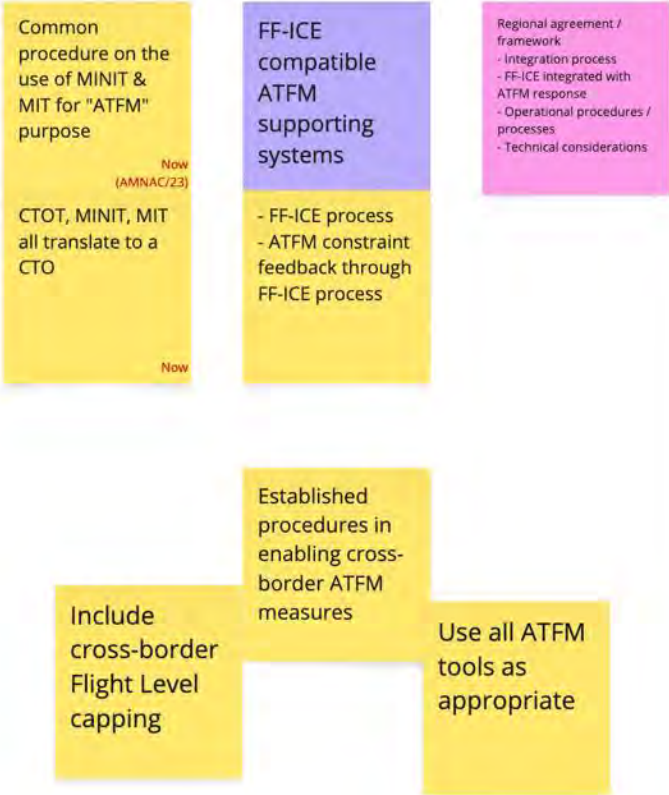 Common
procedure on the
use of MINIT &
MIT for "ATFM"
purpose
Now
(AMNAC/23)
CTOT, MINIT, MIT
all translate to a
CTO
Now
FF-ICE
compatible
ATFM
supporting
systems
- FF-ICE process
- ATFM constraint
feedback through
FF-ICE process
Regional agreement /
framework
- Integration process
- FF-ICE integrated with
ATFM response
- Operational procedures /
processes
- Technical considerations
Established
procedures in
enabling cross-
border ATFM
measures
Include
cross-border
Flight Level
capping
Use all ATFM
tools as
appropriate